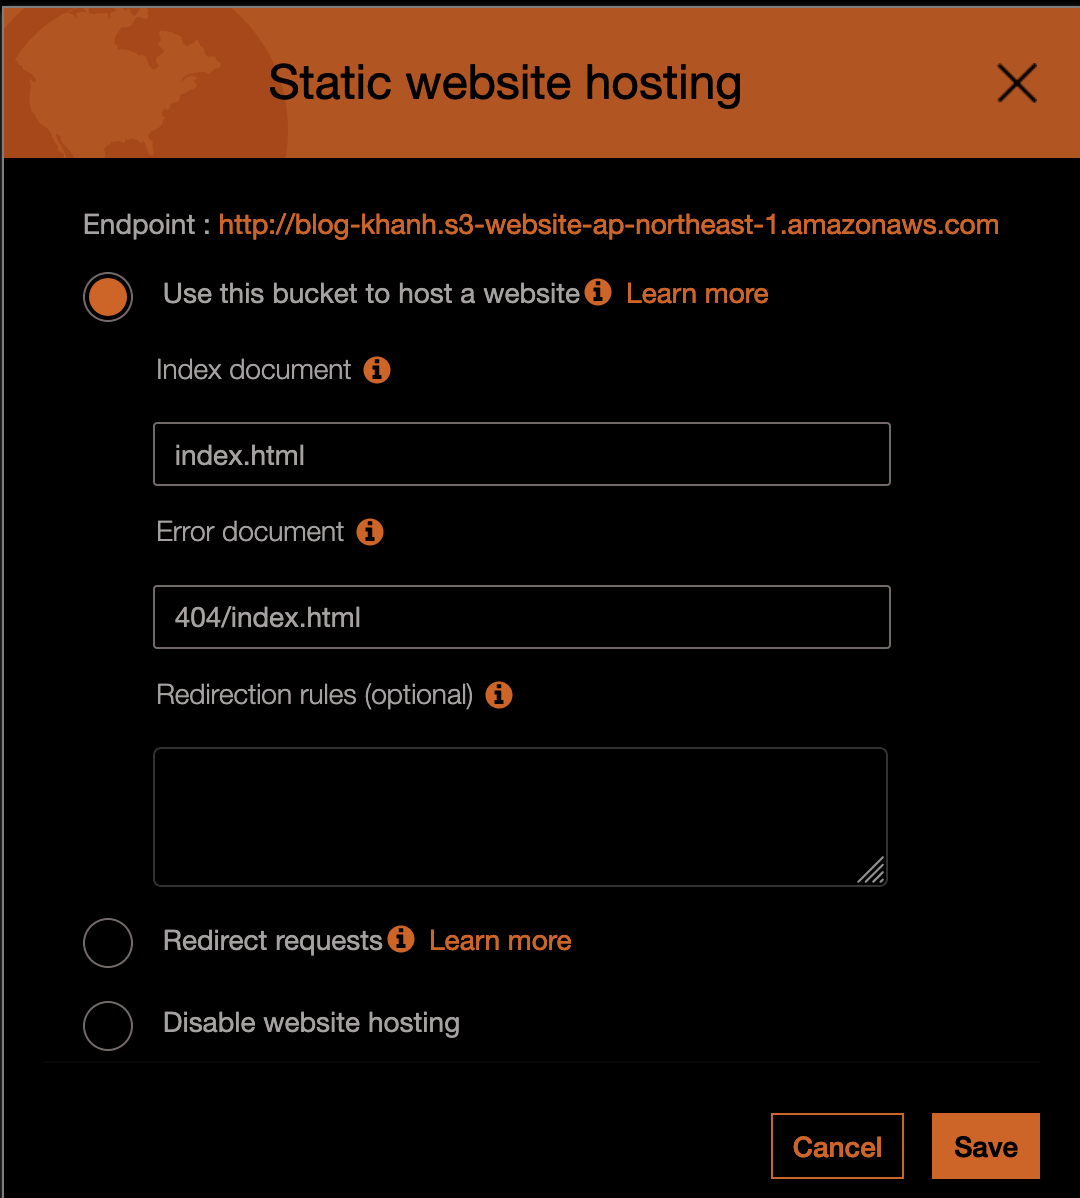 Static website hosting
Endpoint : http://blog-khanh.s3-website-ap-northeast-1.amazonaws.com
Use this bucket to host a website Learn more
Index document
index.html
Error document
404/index.html
Redirection rules (optional)
Redirect requests Learn more
Disable website hosting
Cancel Save